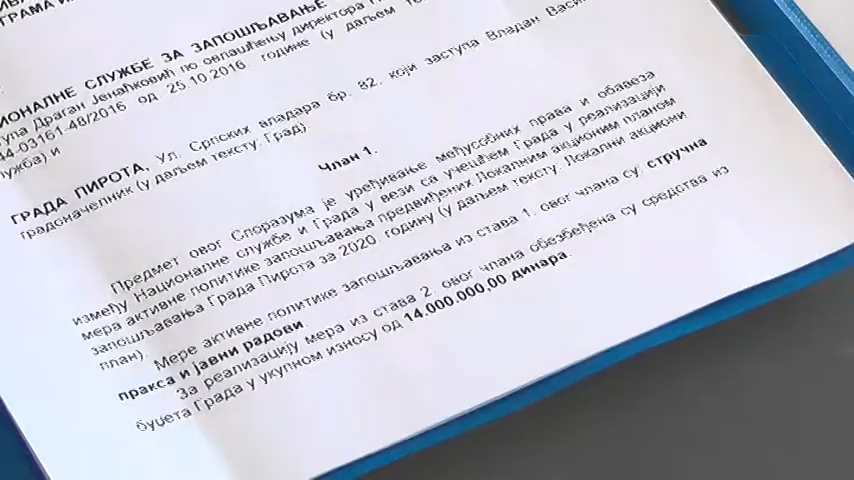 ГРАМА И
ИОНАЛНЕ СЛУЖБЕ ЗА ЗАПОШЉАВАЊЕ
упа Драган Јенаћковић по овлашћењу директора
44-03161-48/2016 од 25.10.2016 године (у даљем
ужба) и
ГРАДА ПИРОТА, ул. Српских владара бр. 82. који заступа Владан Васи
градоначелник (у даљем тексту: Град).
Члан 1.
Предмет овог Споразума је уређивање међусобних права и обавеза
између Националне службе и Града у вези са учешћем Града у реализацији
мера активне политике запошљавања предвиђених Локалним акционим планом
запошљавања Града Пирота за 2020. годину (у даљем тексту: Локални акциони
план).
Мере активне политике запошљавања из става 1. овог члана су: стручна
пракса и јавни радови.
За реализацију мера из става 2. овог члана обезбеђена су средства из
буџета Града у укупном износу од 14.000.000,00 динара.